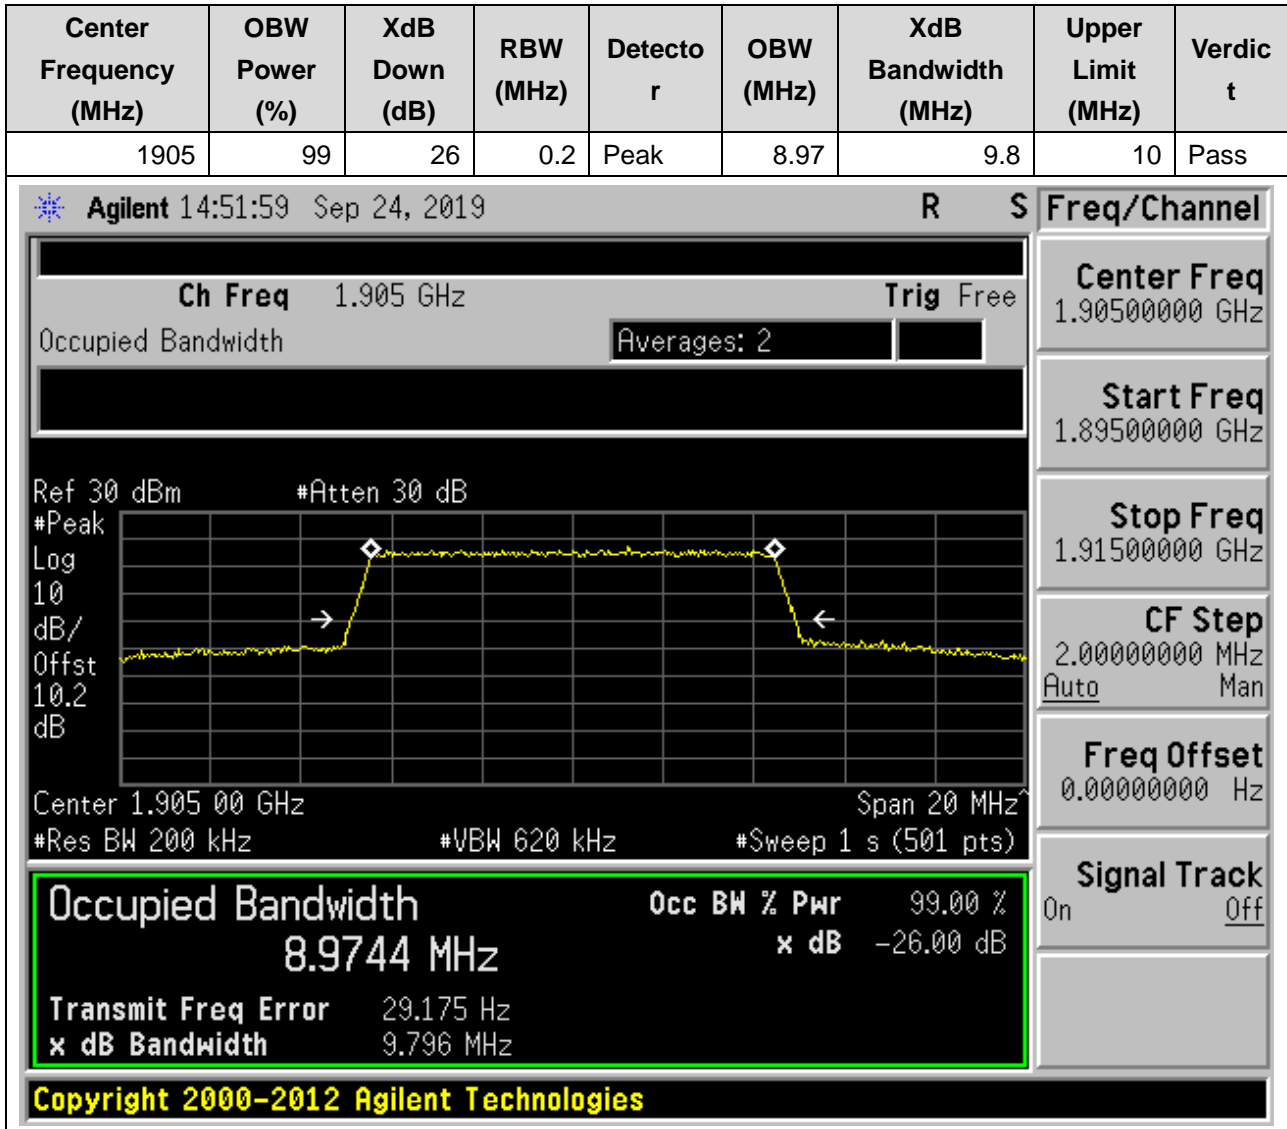 Center Frequency (MHz) OBW Power (%) XdB Down (dB) RBW (MHz) Detecto r OBW (MHz) XdB Bandwidth (MHz) Upper Limit (MHz) Verdic t
1905 99 26 0.2 Peak 8.97 9.8 10 Pass
Agilent 14:51:59 Sep 24, 2019 R S
Ch Freq 1.905 GHz Trig Free
Occupied Bandwidth Averages: 2
Ref 30 dBm #Atten 30 dB
#Peak
Log
10
dB/
Offst
10.2
dB
Center 1.905 00 GHz Span 20 MHz^
#Res BW 200 kHz #VBW 620 kHz #Sweep 1 s (501 pts)
Occupied Bandwidth Occ BW % Pwr 99.00 %
8.9744 MHz x dB -26.00 dB
Transmit Freq Error 29.175 Hz
x dB Bandwidth 9.796 MHz
Copyright 2000-2012 Agilent Technologies
Freq/Channel
Center Freq
1.90500000 GHz
Start Freq
1.89500000 GHz
Stop Freq
1.91500000 GHz
CF Step
2.00000000 MHz
Auto Man
Freq Offset
0.00000000 Hz
Signal Track
On Off